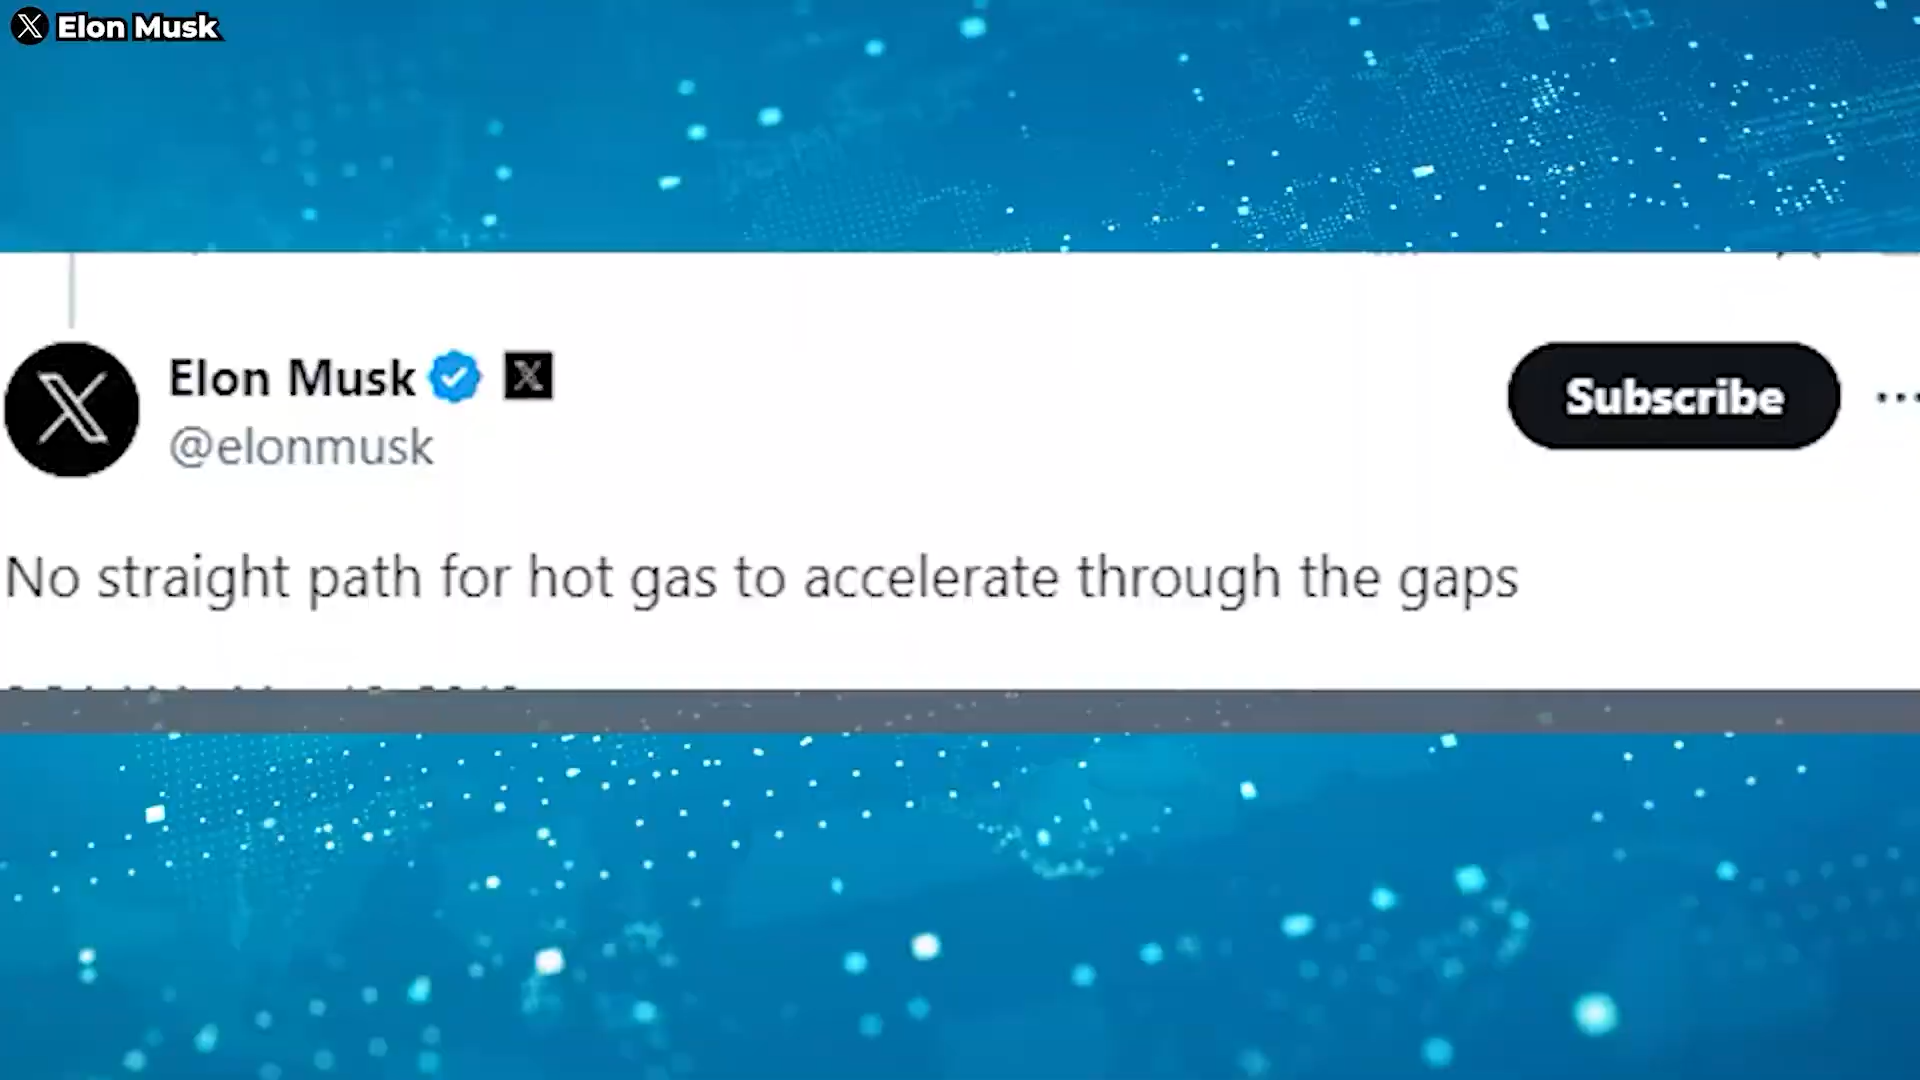 Elon Musk
Elon Musk
@elonmusk
Subscribe
No straight path for hot gas to accelerate through the gaps